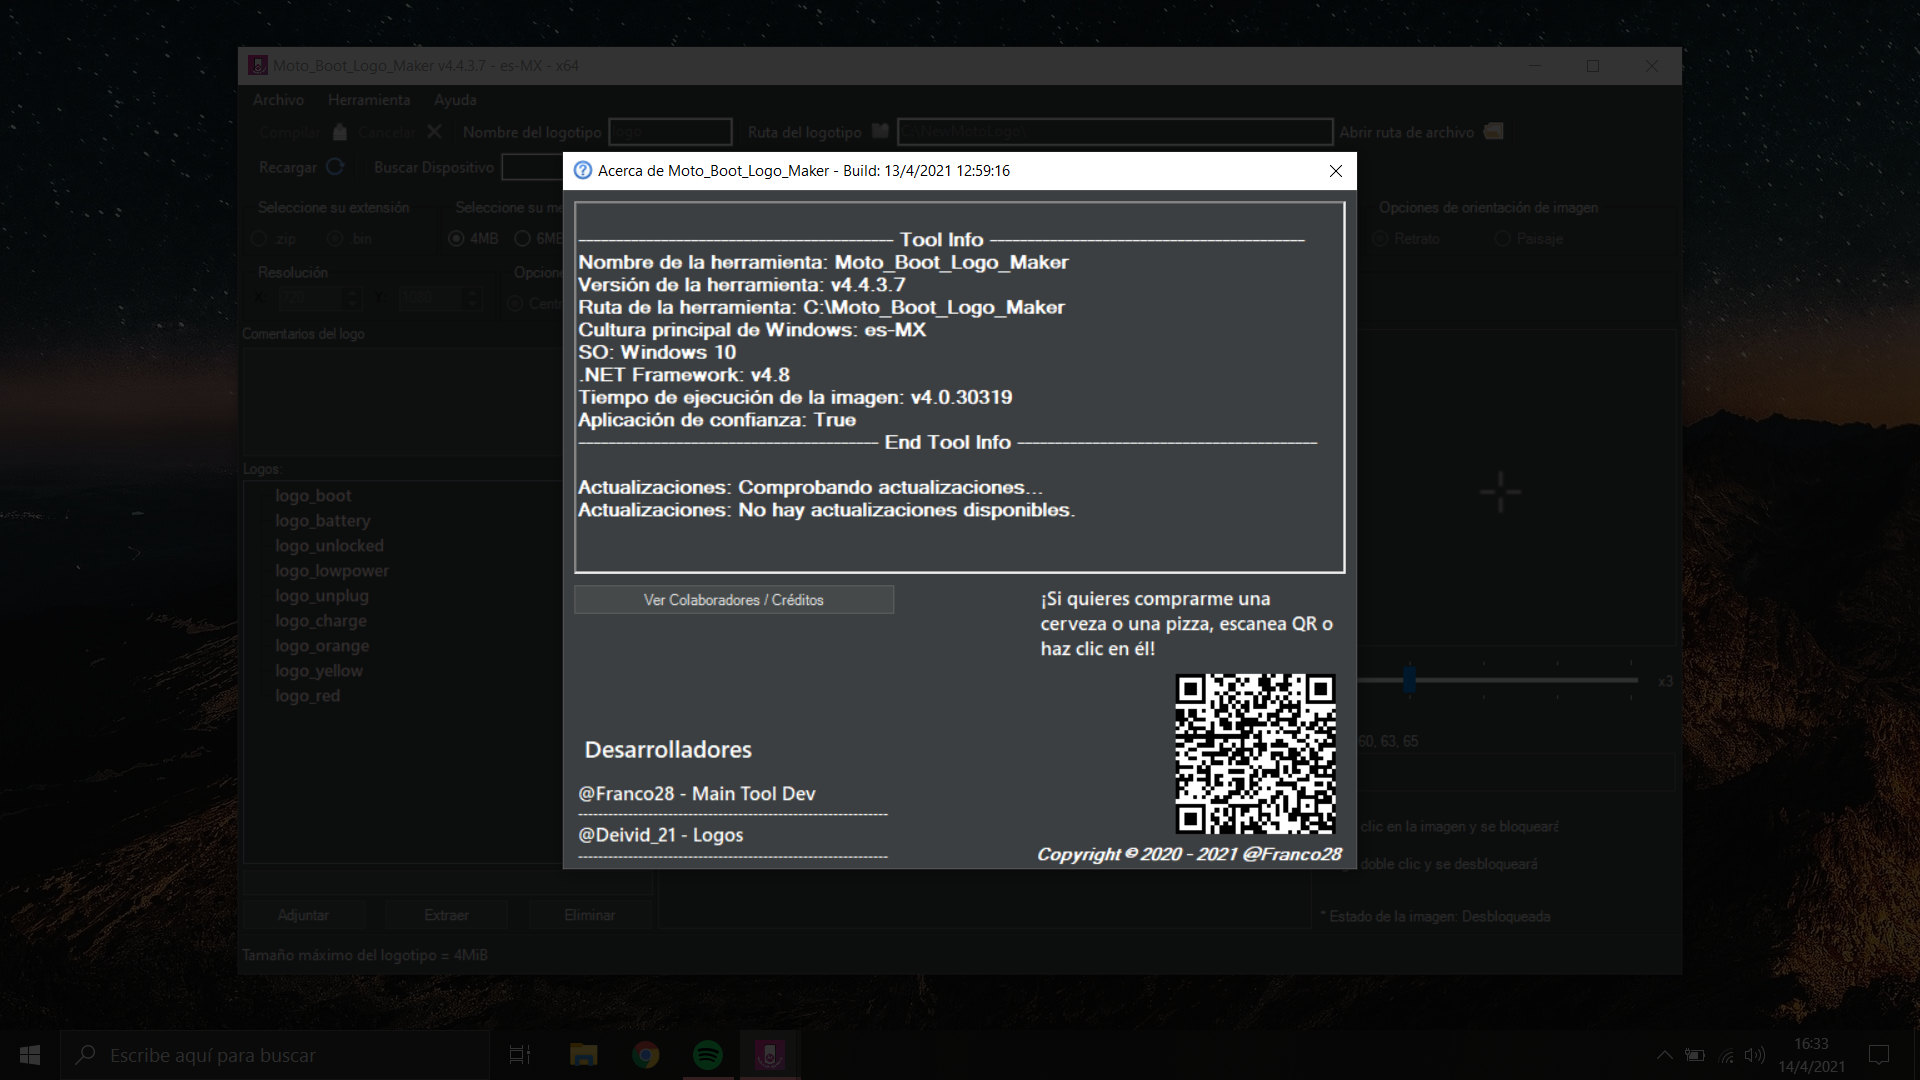 Moto_Boot_Logo_Maker v4.4.3.7 - es-MX - x64
Archivo Herramienta Ayuda
Compilar Cancelar Nombre del logotipo logo Ruta del logotipo C:\NewMotoLogo\ Abrir ruta de archivo
Recargar Buscar Dispositivo
Seleccione su extensión Seleccione su me Opciones de orientación de imagen
zip bin 4MB 6MB Retrato Paisaje
Resolución Opcione
X 720 Y Centr
Comentarios del logo
Logos:
logo_boot
logo_battery
logo_unlocked
logo_lowpower
logo_unplug
logo_charge
logo_orange
logo_yellow
logo_red
Adjuntar Extraer Eliminar
Tamaño máximo del logotipo = 4MiB
Acerca de Moto_Boot_Logo_Maker - Build: 13/4/2021 12:59:16
------------------------------------------ Tool Info ------------------------------------------
Nombre de la herramienta: Moto_Boot_Logo_Maker
Versión de la herramienta: v4.4.3.7
Ruta de la herramienta: C:\Moto_Boot_Logo_Maker
Cultura principal de Windows: es-MX
SO: Windows 10
.NET Framework: v4.8
Tiempo de ejecución de la imagen: v4.0.30319
Aplicación de confianza: True
---------------------------------------- End Tool Info ----------------------------------------
Actualizaciones: Comprobando actualizaciones...
Actualizaciones: No hay actualizaciones disponibles.
Ver Colaboradores / Créditos
¡Si quieres comprarme una
cerveza o una pizza, escanea QR o
haz clic en él!
Desarrolladores
@Franco28 - Main Tool Dev
--------------------------------------------------------------
@Deivid_21 - Logos
--------------------------------------------------------------
Copyright © 2020 - 2021 @Franco28
x3
60, 63, 65
clic en la imagen y se bloqueará
doble clic y se desbloqueará
* Estado de la imagen: Desbloqueada
Escribe aquí para buscar
16:33
14/4/2021